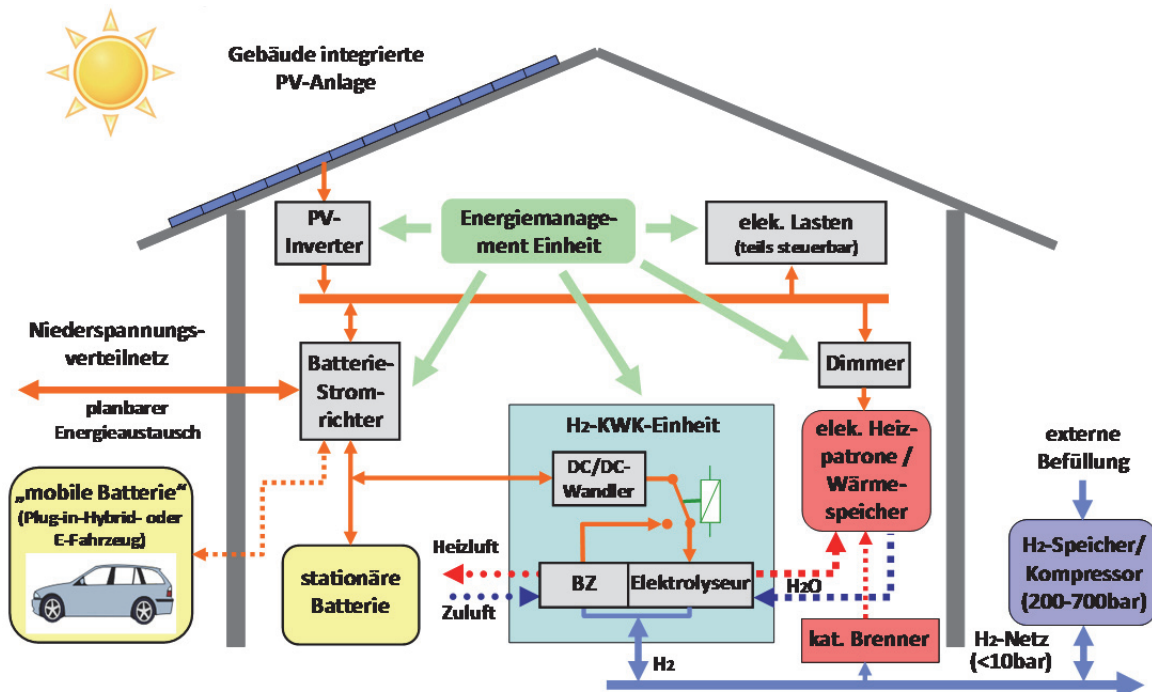 Gebäude integrierte
PV-Anlage
PV-
Inverter
Energiemanage-
ment Einheit
elek. Lasten
(teils steuerbar)
Niederspannungs-
verteilnetz
planbarer
Energieaustausch
Batterie-
Strom-
richter
Dimmer
H2-KWK-Einheit
DC/DC-
Wandler
elek. Heiz-
patrone /
Wärme-
speicher
externe
Befüllung
„mobile Batterie“
(Plug-in-Hybrid- oder
E-Fahrzeug)
stationäre
Batterie
Heizluft
Zuluft
BZ
Elektrolyseur
H2O
H2-Speicher/
Kompressor
(200-700bar)
kat. Brenner
H2
H2-Netz
(<10bar)